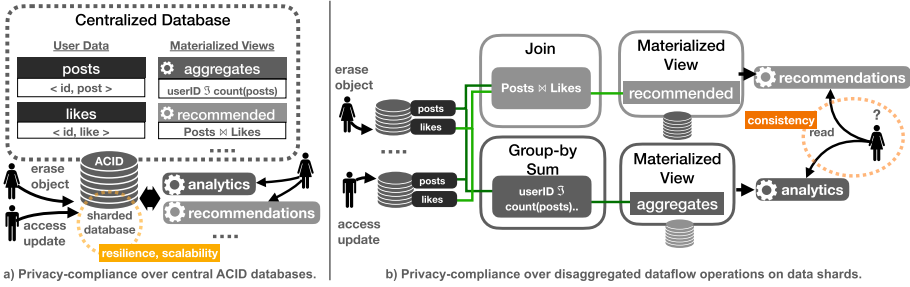 Centralized Database
User Data
Materialized Views
posts
< id, post >
aggregates
userID ℑ count(posts)
likes
< id, like >
recommended
Posts ⋈ Likes
....
ACID
erase
object
access
update
sharded
database
analytics
recommendations
....
resilience, scalability
a) Privacy-compliance over central ACID databases.
erase
object
posts
likes
....
posts
likes
access
update
Join
Posts ⋈ Likes
Materialized
View
recommended
Group-by
Sum
userID ℑ
count(posts)..
Materialized
View
aggregates
recommendations
consistency
read
?
analytics
b) Privacy-compliance over disaggregated dataflow operations on data shards.